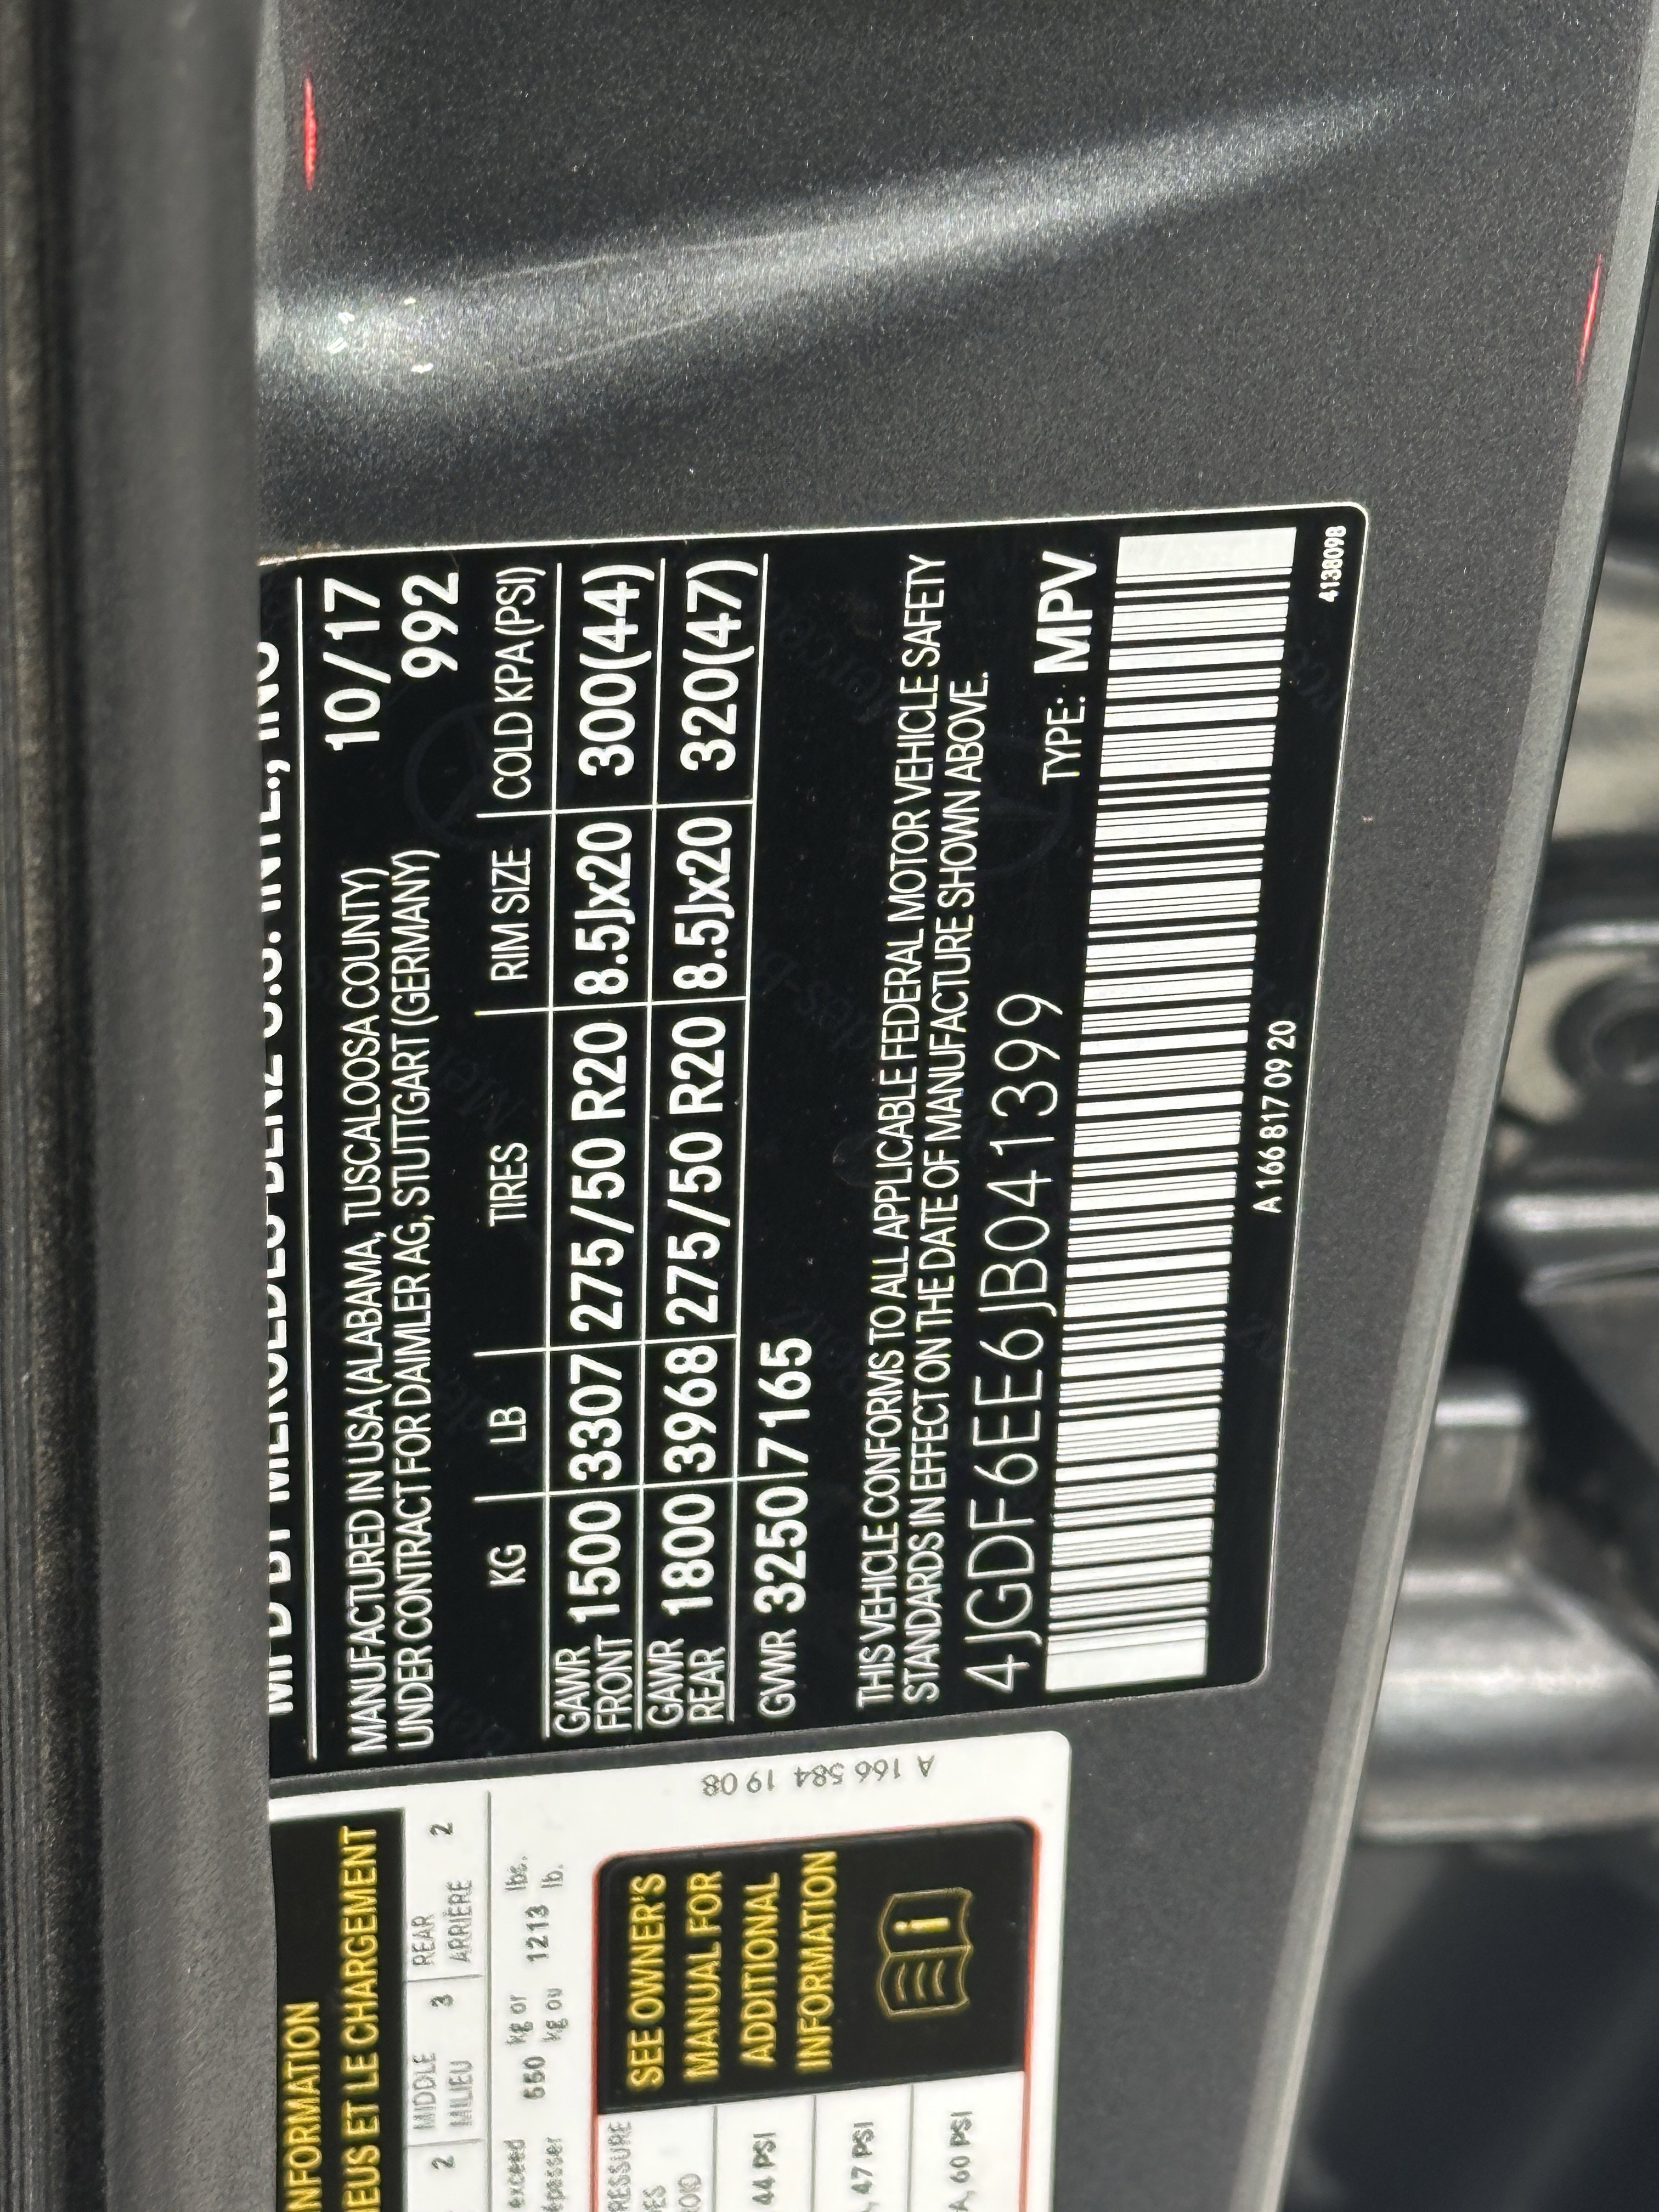 10/17
MANUFACTURED IN USA (ALABAMA, TUSCALOOSA COUNTY)
UNDER CONTRACT FOR DAIMLER AG, STUTTGART (GERMANY) 992
KG LB TIRES RIM SIZE COLD KPA (PSI)
GAWR FRONT 1500 3307 275/50 R20 8.5Jx20 300(44)
GAWR REAR 1800 3968 275/50 R20 8.5Jx20 320(47)
GVWR 3250 7165
THIS VEHICLE CONFORMS TO ALL APPLICABLE FEDERAL MOTOR VEHICLE SAFETY
STANDARDS IN EFFECT ON THE DATE OF MANUFACTURE SHOWN ABOVE.
4JGDF6EE6JB041399 TYPE: MPV
A 166 817 09 20
4138098
EUS ET LE CHARGEMENT
2 MIDDLE 3 REAR 2
MILIEU ARRIÈRE
exceed 550 kg or 1213 lbs.
kg ou lb.
A 166 584 19 08
SEE OWNER'S
MANUAL FOR
ADDITIONAL
INFORMATION
44 PSI
47 PSI
60 PSI